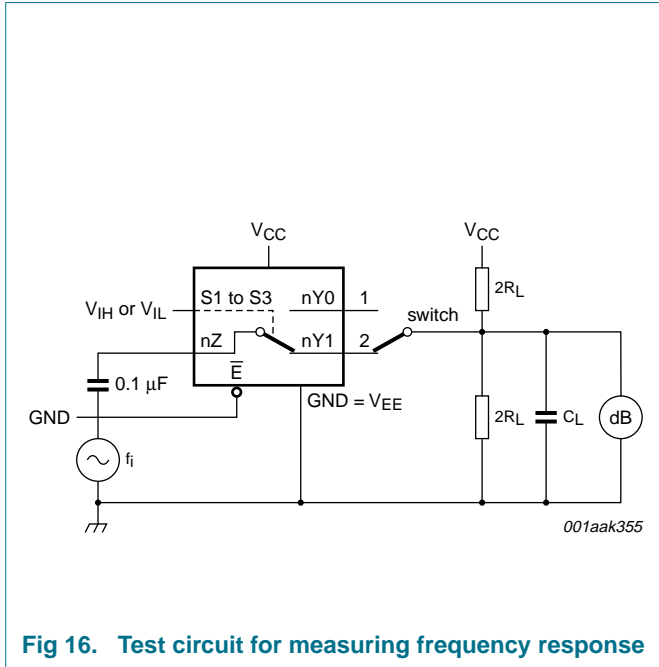 VCC
VCC
2RL
S1 to S3
nY0
1
VIH or VIL
switch
nZ
nY1
2
E
0.1 μF
GND = VEE
GND
2RL
CL
dB
fi
001aak355
Fig 16. Test circuit for measuring frequency response